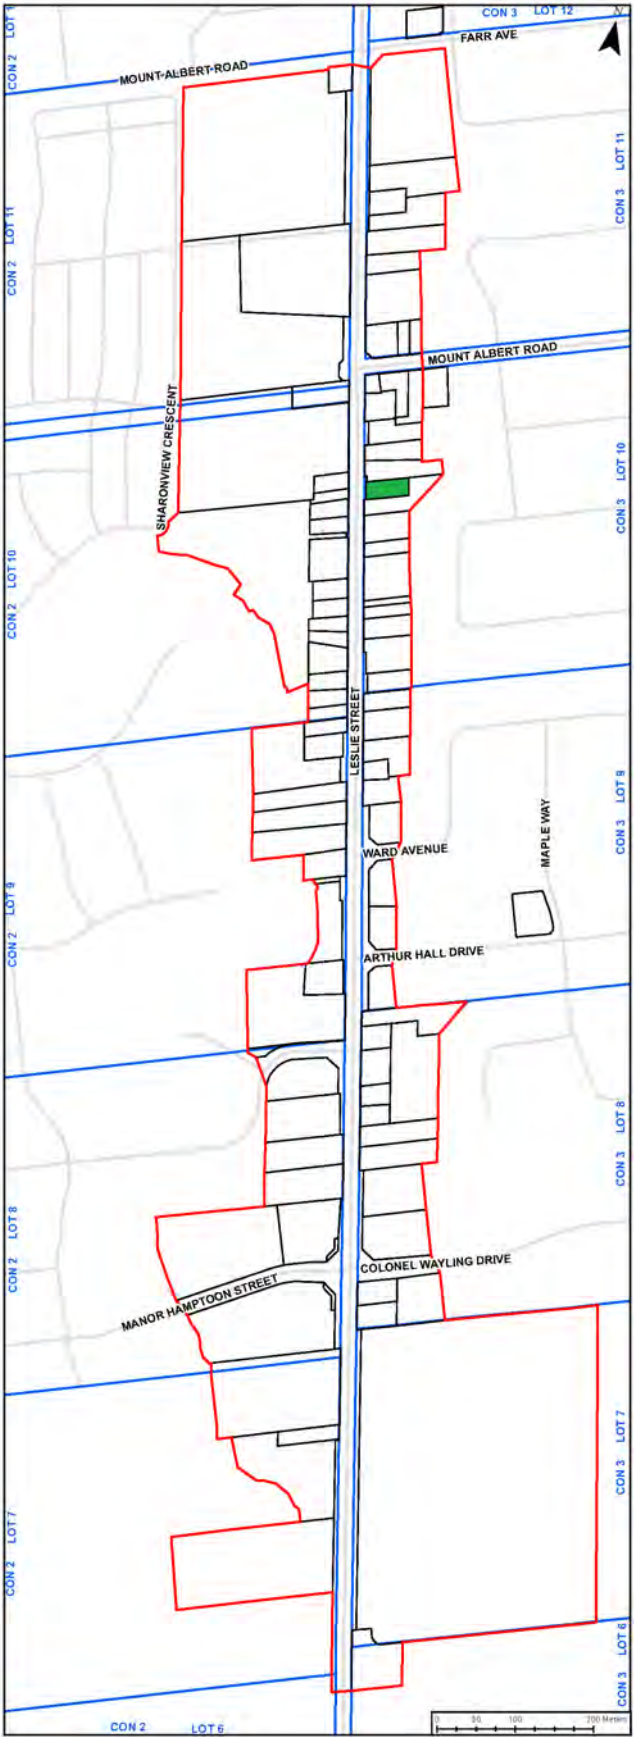 CON 3 LOT 12
N
CON 2 LOT 1
FARR AVE
MOUNT-ALBERT-ROAD
CON 3 LOT 11
CON 2 LOT 11
MOUNT ALBERT ROAD
SHARONVIEW CRESCENT
CON 3 LOT 10
CON 2 LOT 10
LESLIE STREET
CON 3 LOT 9
MAPLE WAY
WARD AVENUE
CON 2 LOT 9
ARTHUR HALL DRIVE
CON 3 LOT 8
CON 2 LOT 8
COLONEL WAYLING DRIVE
MANOR HAMPTOON STREET
CON 3 LOT 7
CON 2 LOT 7
CON 3 LOT 6
CON 2 LOT 6
0 50 100 200 Meters